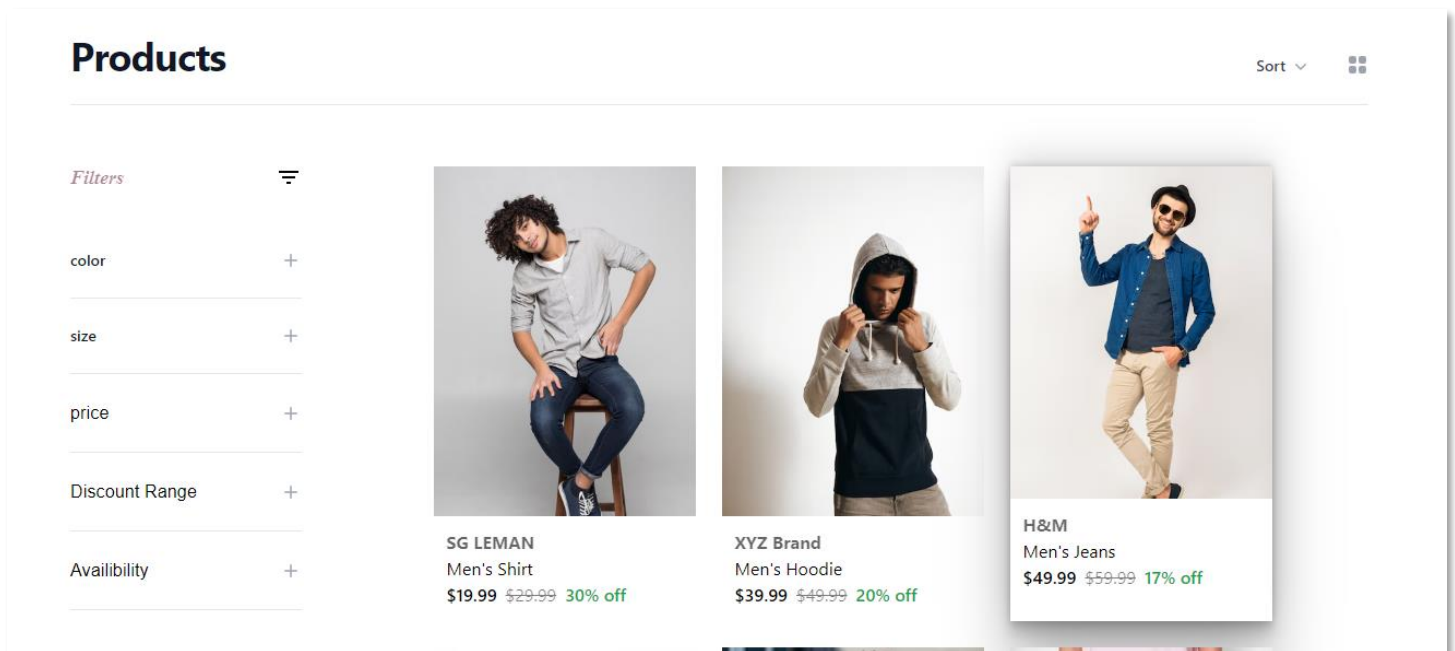 Products
Sort
Filters
color
size
price
Discount Range
Availibility
SG LEMAN
Men's Shirt
$19.99 $29.99 30% off
XYZ Brand
Men's Hoodie
$39.99 $49.99 20% off
H&M
Men's Jeans
$49.99 $59.99 17% off